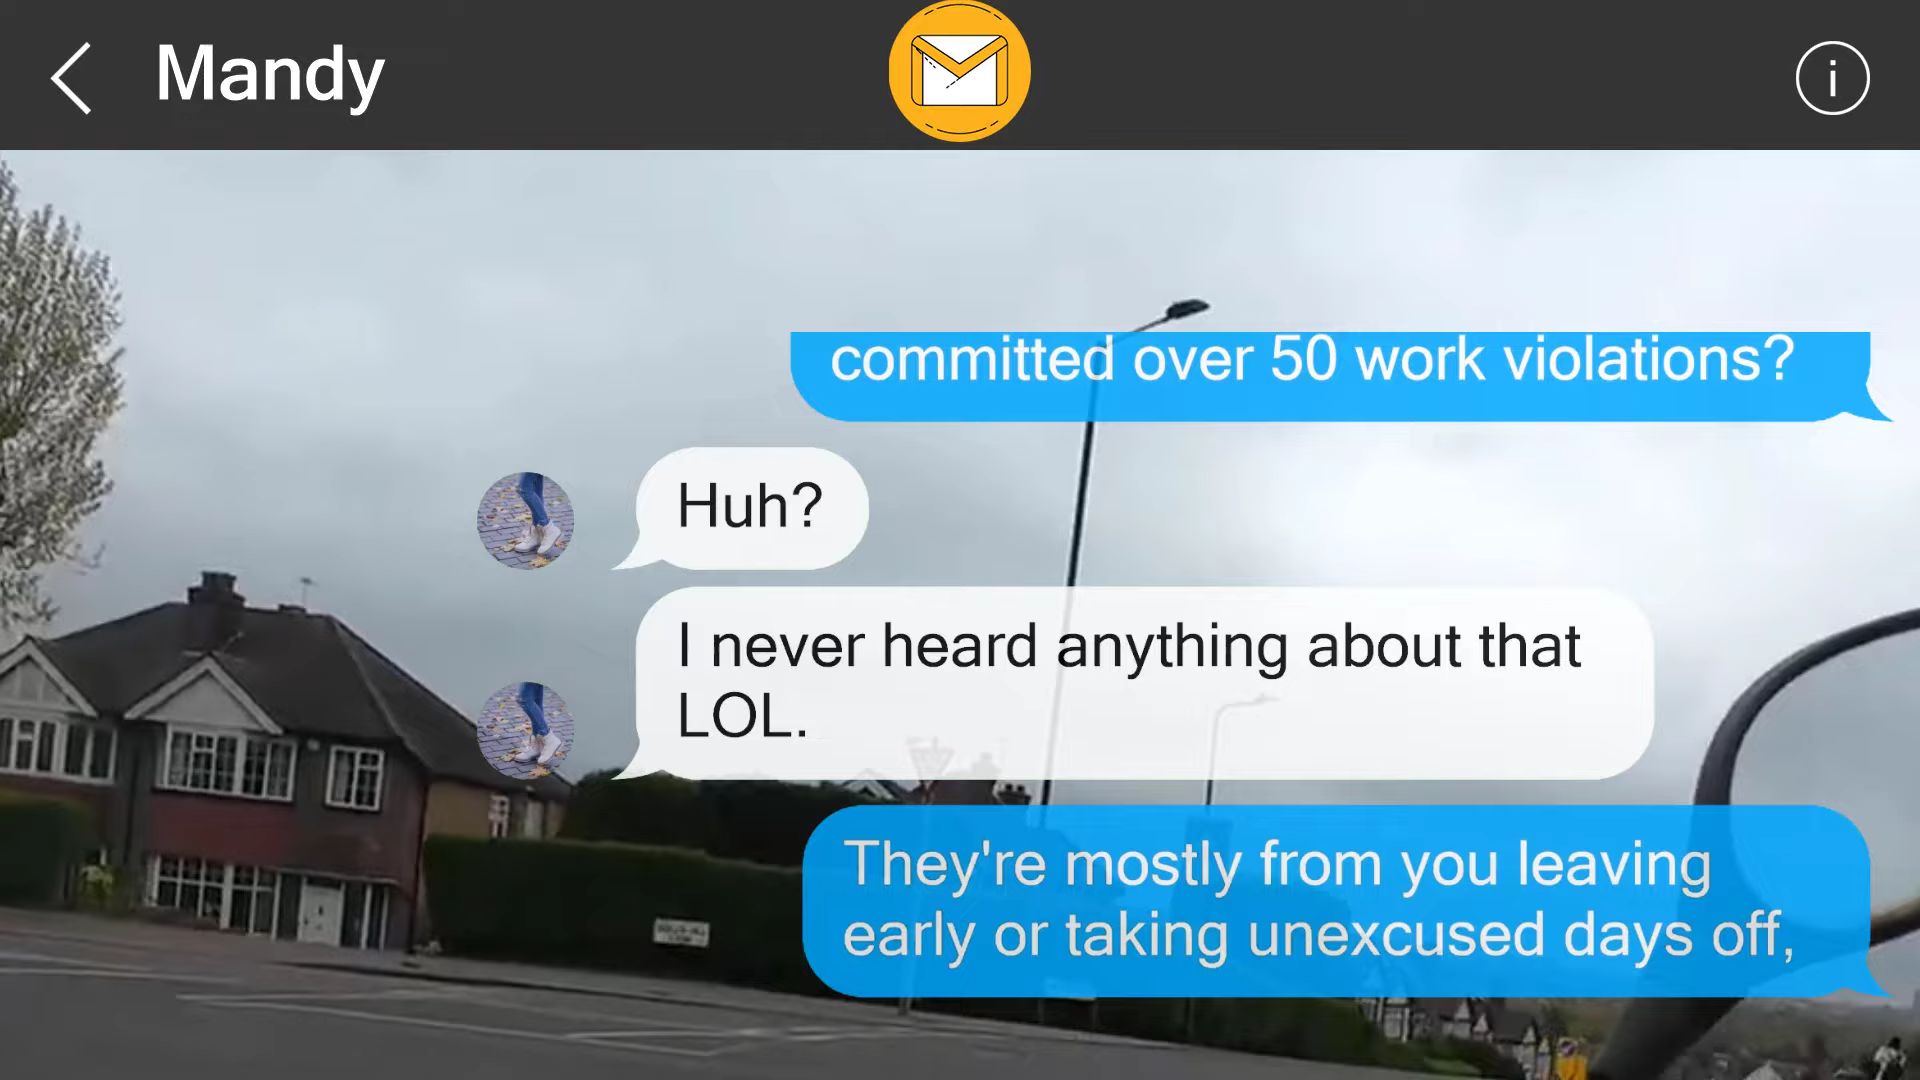 Mandy
i
committed over 50 work violations?
Huh?
I never heard anything about that
LOL.
They're mostly from you leaving
early or taking unexcused days off,